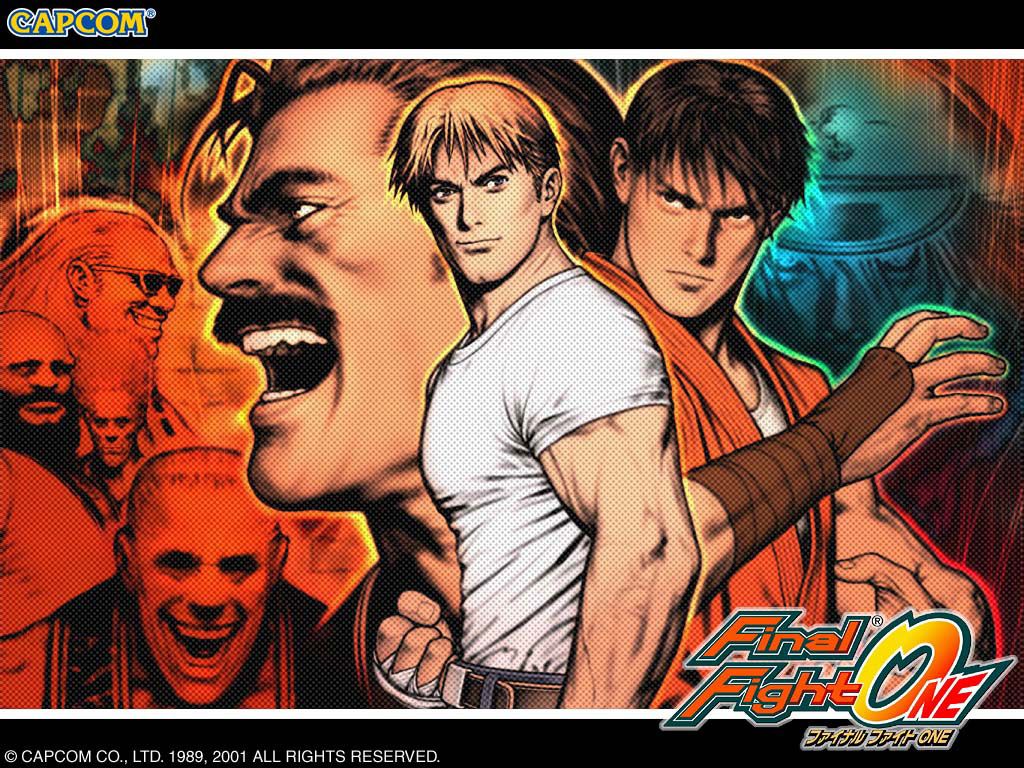 CAPCOM®
Final®
Fight ONE
ファイナル ファイト ONE
© CAPCOM CO., LTD. 1989, 2001 ALL RIGHTS RESERVED.